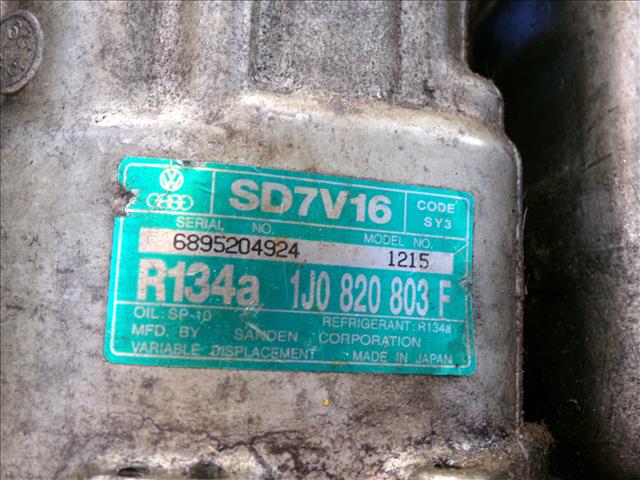 SD7V16
CODE
SY3
SERIAL NO.
MODEL NO.
6895204924
1215
R134a
1J0 820 803 F
OIL: SP-10
REFRIGERANT: R134a
MFD. BY SANDEN CORPORATION
VARIABLE DISPLACEMENT
MADE IN JAPAN